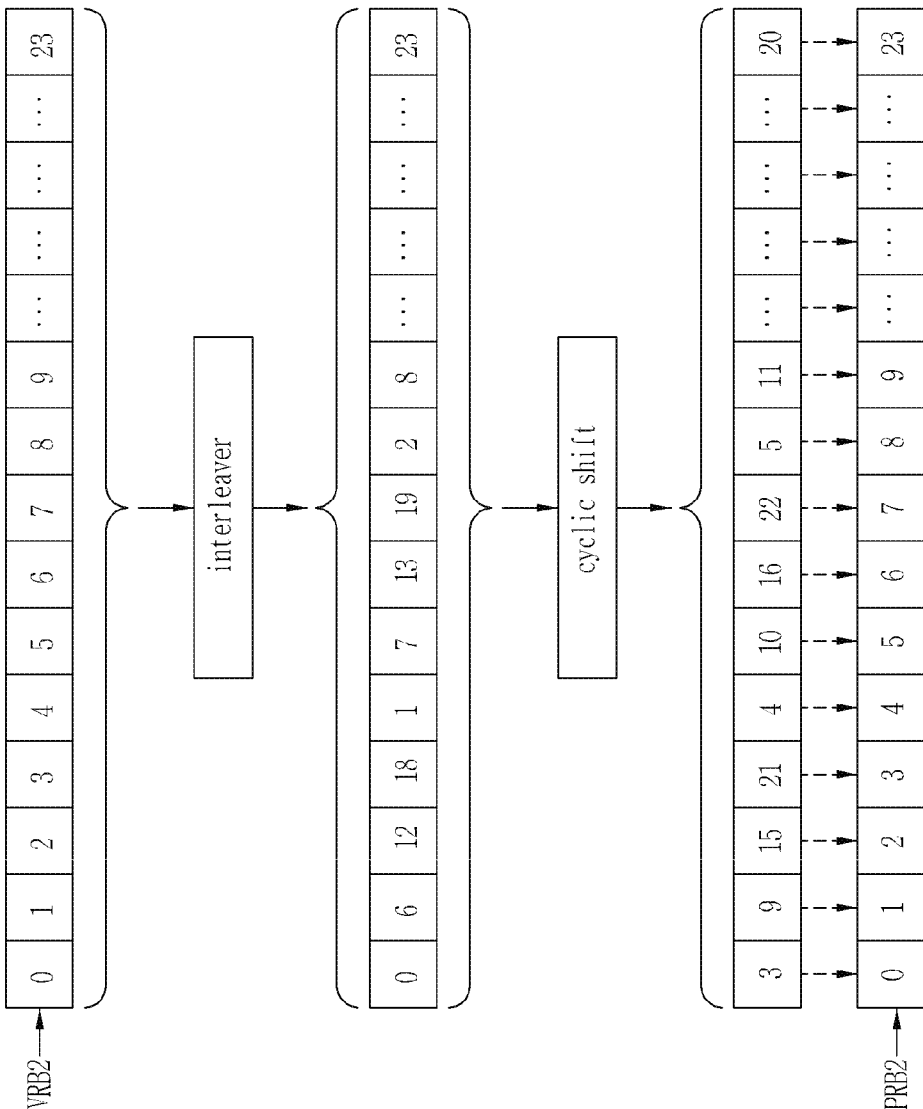 VRB2 0 1 2 3 4 5 6 7 8 9 ... ... ... ... 23
interleaver
0 6 12 18 1 7 13 19 2 8 ... ... ... ... 23
cyclic shift
3 9 15 21 4 10 16 22 5 11 ... ... ... ... 20
PRB2 0 1 2 3 4 5 6 7 8 9 ... ... ... ... 23